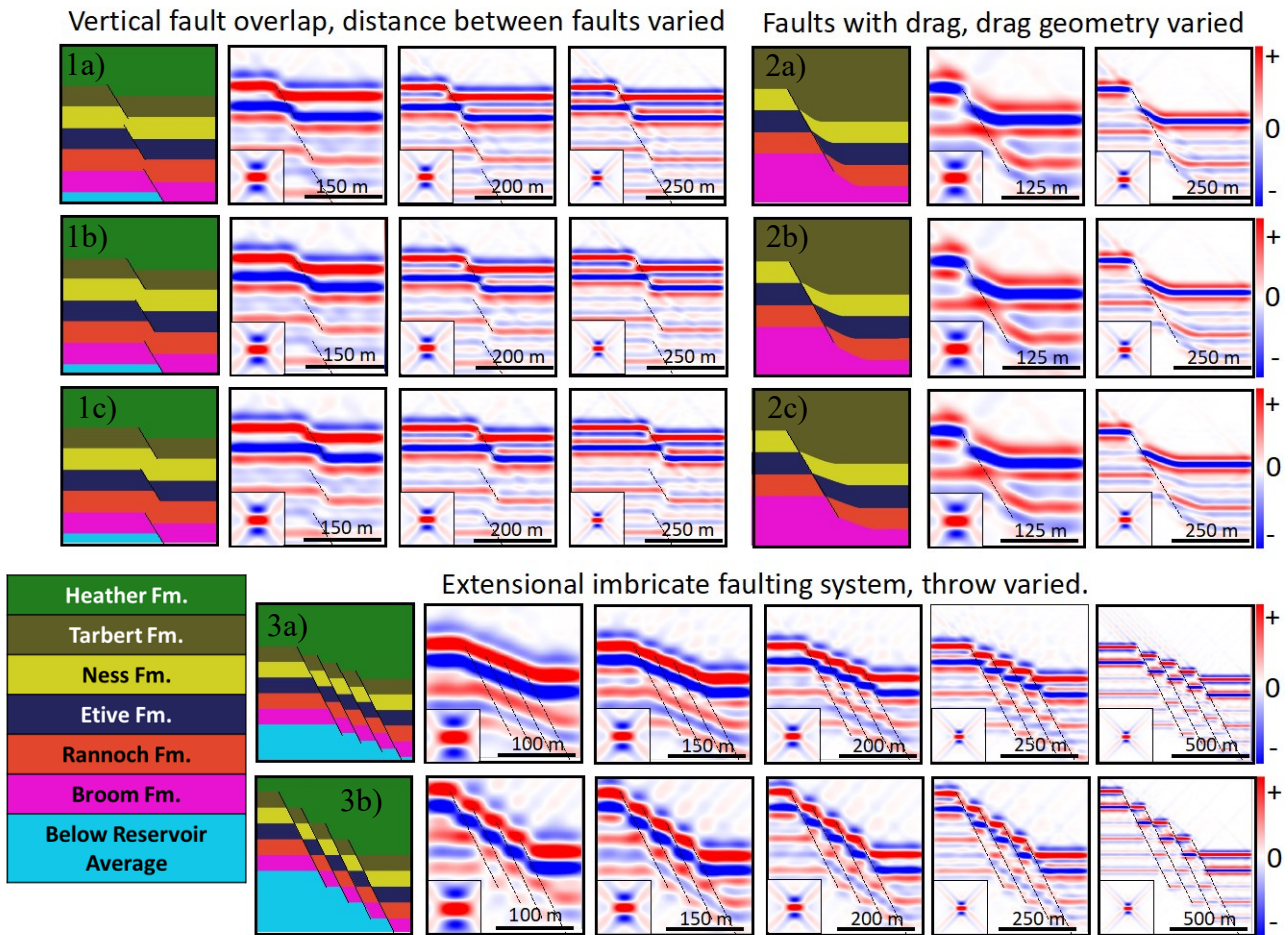 Vertical fault overlap, distance between faults varied
Faults with drag, drag geometry varied
1a)
150 m
200 m
250 m
2a)
125 m
250 m
+
0
-
1b)
150 m
200 m
250 m
2b)
125 m
250 m
+
0
-
1c)
150 m
200 m
250 m
2c)
125 m
250 m
+
0
-
Extensional imbricate faulting system, throw varied.
Heather Fm.
Tarbert Fm.
Ness Fm.
Etive Fm.
Rannoch Fm.
Broom Fm.
Below Reservoir
Average
3a)
100 m
150 m
200 m
250 m
500 m
+
0
-
3b)
100 m
150 m
200 m
250 m
500 m
+
0
-